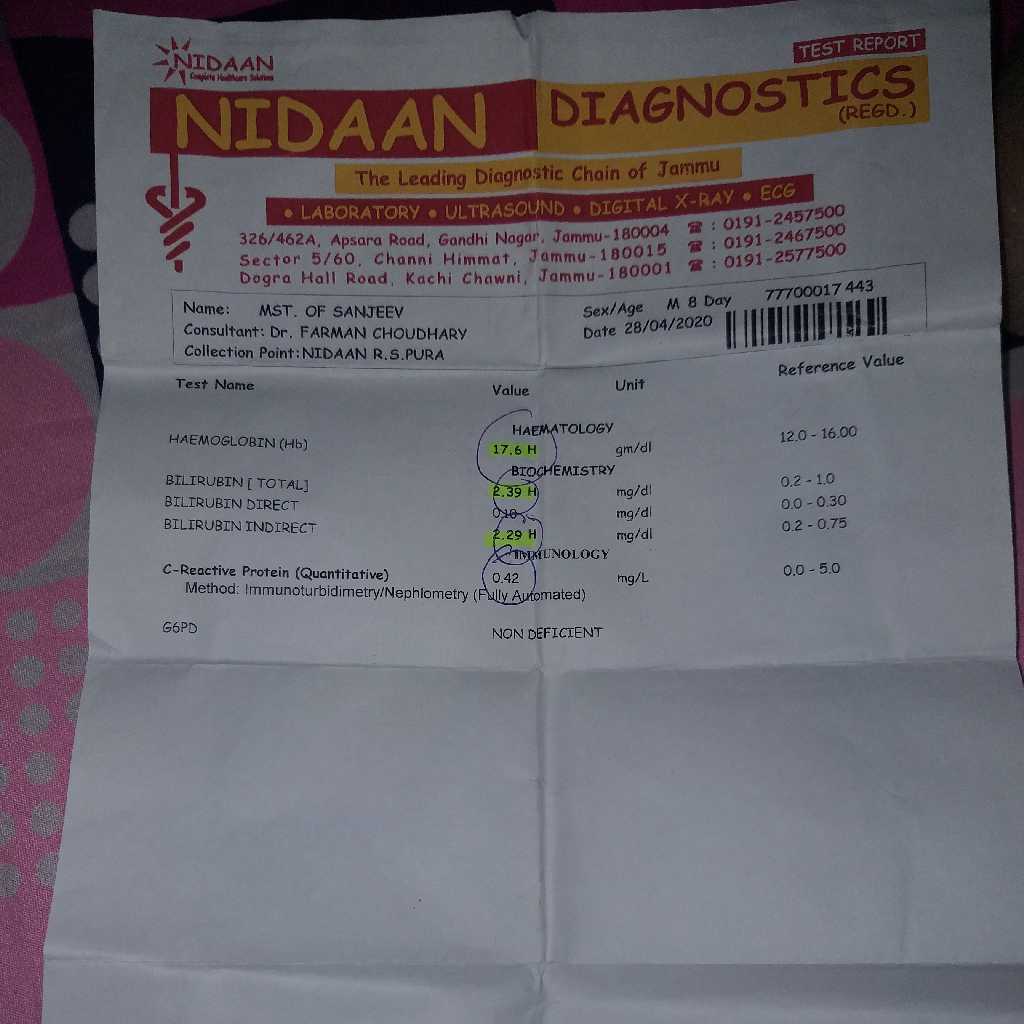 NIDAAN
Complete Healthcare Solutions
TEST REPORT
NIDAAN DIAGNOSTICS
(REGD.)
The Leading Diagnostic Chain of Jammu
• LABORATORY • ULTRASOUND • DIGITAL X-RAY • ECG
326/462A, Apsara Road, Gandhi Nagar, Jammu-180004 ☎ : 0191-2457500
Sector 5/60, Channi Himmat, Jammu-180015 ☎ : 0191-2467500
Dogra Hall Road, Kachi Chawni, Jammu-180001 ☎ : 0191-2577500
Name: MST. OF SANJEEV Sex/Age M 8 Day 77700017 443
Consultant: Dr. FARMAN CHOUDHARY Date 28/04/2020
Collection Point:NIDAAN R.S.PURA
Test Name Value Unit Reference Value
HAEMATOLOGY
HAEMOGLOBIN (Hb) 17.6 H gm/dl 12.0 - 16.00
BIOCHEMISTRY
BILIRUBIN [ TOTAL] 2.39 H mg/dl 0.2 - 1.0
BILIRUBIN DIRECT 0.10 mg/dl 0.0 - 0.30
BILIRUBIN INDIRECT 2.29 H mg/dl 0.2 - 0.75
IMMUNOLOGY
C-Reactive Protein (Quantitative) 0.42 mg/L 0.0 - 5.0
Method: Immunoturbidimetry/Nephlometry (Fully Automated)
G6PD NON DEFICIENT